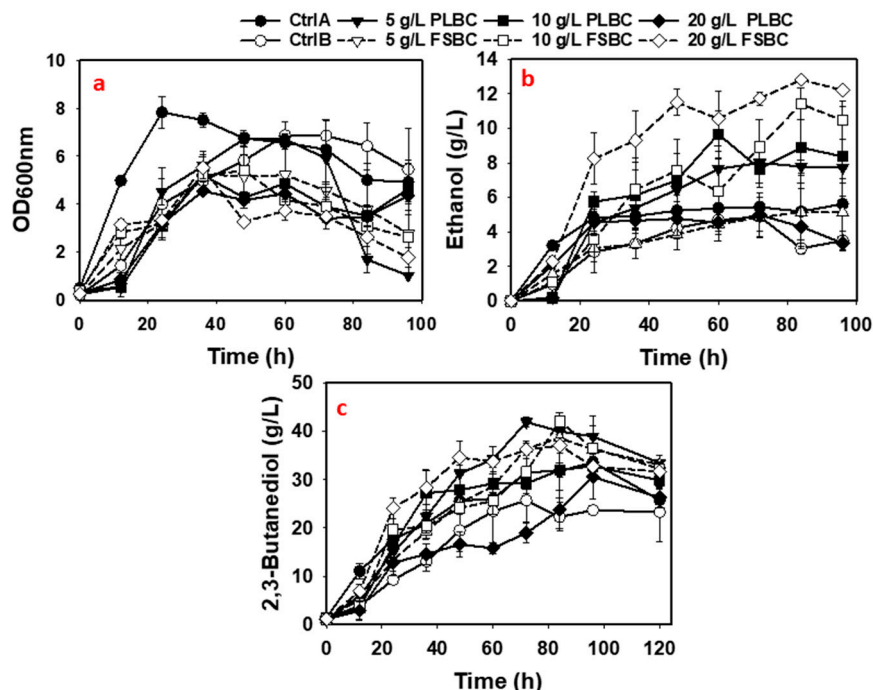 CtrlA 5 g/L PLBC 10 g/L PLBC 20 g/L PLBC
CtrlB 5 g/L FSBC 10 g/L FSBC 20 g/L FSBC
a
OD600nm
10
8
6
4
2
0
0 20 40 60 80 100
Time (h)
b
Ethanol (g/L)
14
12
10
8
6
4
2
0
0 20 40 60 80 100
Time (h)
c
2,3-Butanediol (g/L)
50
40
30
20
10
0
0 20 40 60 80 100 120
Time (h)